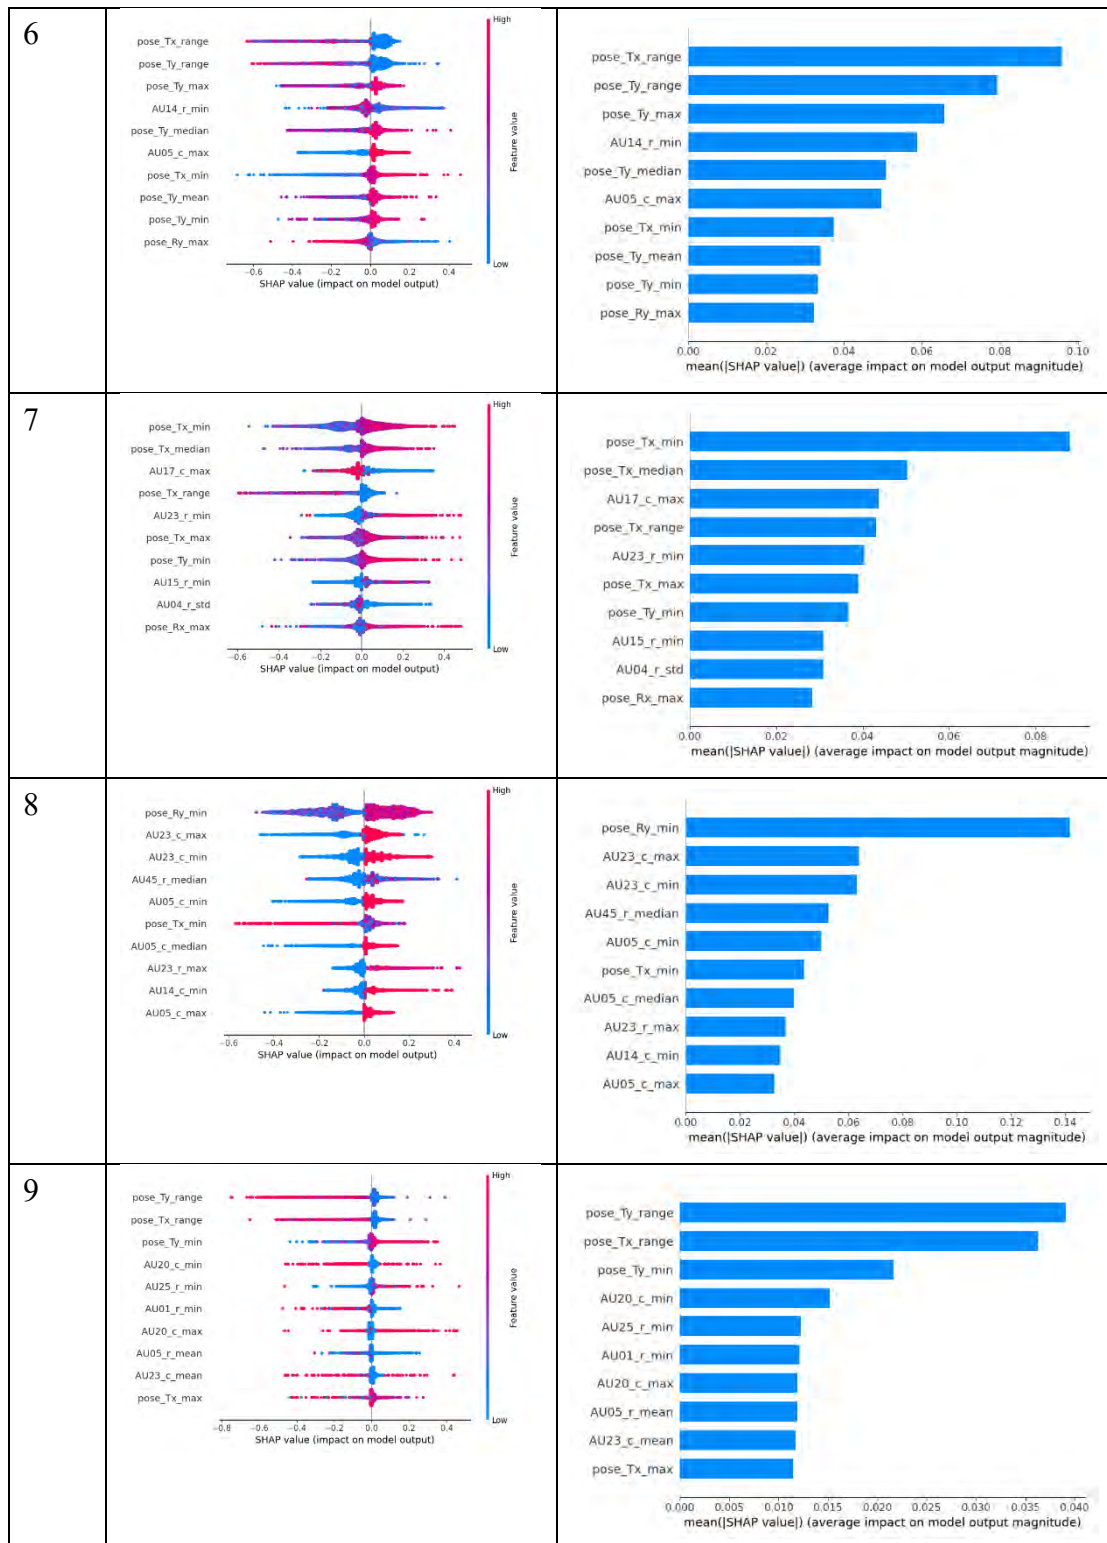 6
High
pose_Tx_range
pose_Ty_range
pose_Ty_max
AU14_r_min
pose_Ty_median
AU05_c_max
pose_Tx_min
pose_Ty_mean
pose_Ty_min
pose_Ry_max
Feature value
Low
−0.6 −0.4 −0.2 0.0 0.2 0.4
SHAP value (impact on model output)
pose_Tx_range
pose_Ty_range
pose_Ty_max
AU14_r_min
pose_Ty_median
AU05_c_max
pose_Tx_min
pose_Ty_mean
pose_Ty_min
pose_Ry_max
0.00 0.02 0.04 0.06 0.08 0.10
mean(|SHAP value|) (average impact on model output magnitude)
7
High
pose_Tx_min
pose_Tx_median
AU17_c_max
pose_Tx_range
AU23_r_min
pose_Tx_max
pose_Ty_min
AU15_r_min
AU04_r_std
pose_Rx_max
Feature value
Low
−0.6 −0.4 −0.2 0.0 0.2 0.4
SHAP value (impact on model output)
pose_Tx_min
pose_Tx_median
AU17_c_max
pose_Tx_range
AU23_r_min
pose_Tx_max
pose_Ty_min
AU15_r_min
AU04_r_std
pose_Rx_max
0.00 0.02 0.04 0.06 0.08
mean(|SHAP value|) (average impact on model output magnitude)
8
High
pose_Ry_min
AU23_c_max
AU23_c_min
AU45_r_median
AU05_c_min
pose_Tx_min
AU05_c_median
AU23_r_max
AU14_c_min
AU05_c_max
Feature value
Low
−0.6 −0.4 −0.2 0.0 0.2 0.4
SHAP value (impact on model output)
pose_Ry_min
AU23_c_max
AU23_c_min
AU45_r_median
AU05_c_min
pose_Tx_min
AU05_c_median
AU23_r_max
AU14_c_min
AU05_c_max
0.00 0.02 0.04 0.06 0.08 0.10 0.12 0.14
mean(|SHAP value|) (average impact on model output magnitude)
9
High
pose_Ty_range
pose_Tx_range
pose_Ty_min
AU20_c_min
AU25_r_min
AU01_r_min
AU20_c_max
AU05_r_mean
AU23_c_mean
pose_Tx_max
Feature value
Low
−0.8 −0.6 −0.4 −0.2 0.0 0.2 0.4
SHAP value (impact on model output)
pose_Ty_range
pose_Tx_range
pose_Ty_min
AU20_c_min
AU25_r_min
AU01_r_min
AU20_c_max
AU05_r_mean
AU23_c_mean
pose_Tx_max
0.000 0.005 0.010 0.015 0.020 0.025 0.030 0.035 0.040
mean(|SHAP value|) (average impact on model output magnitude)